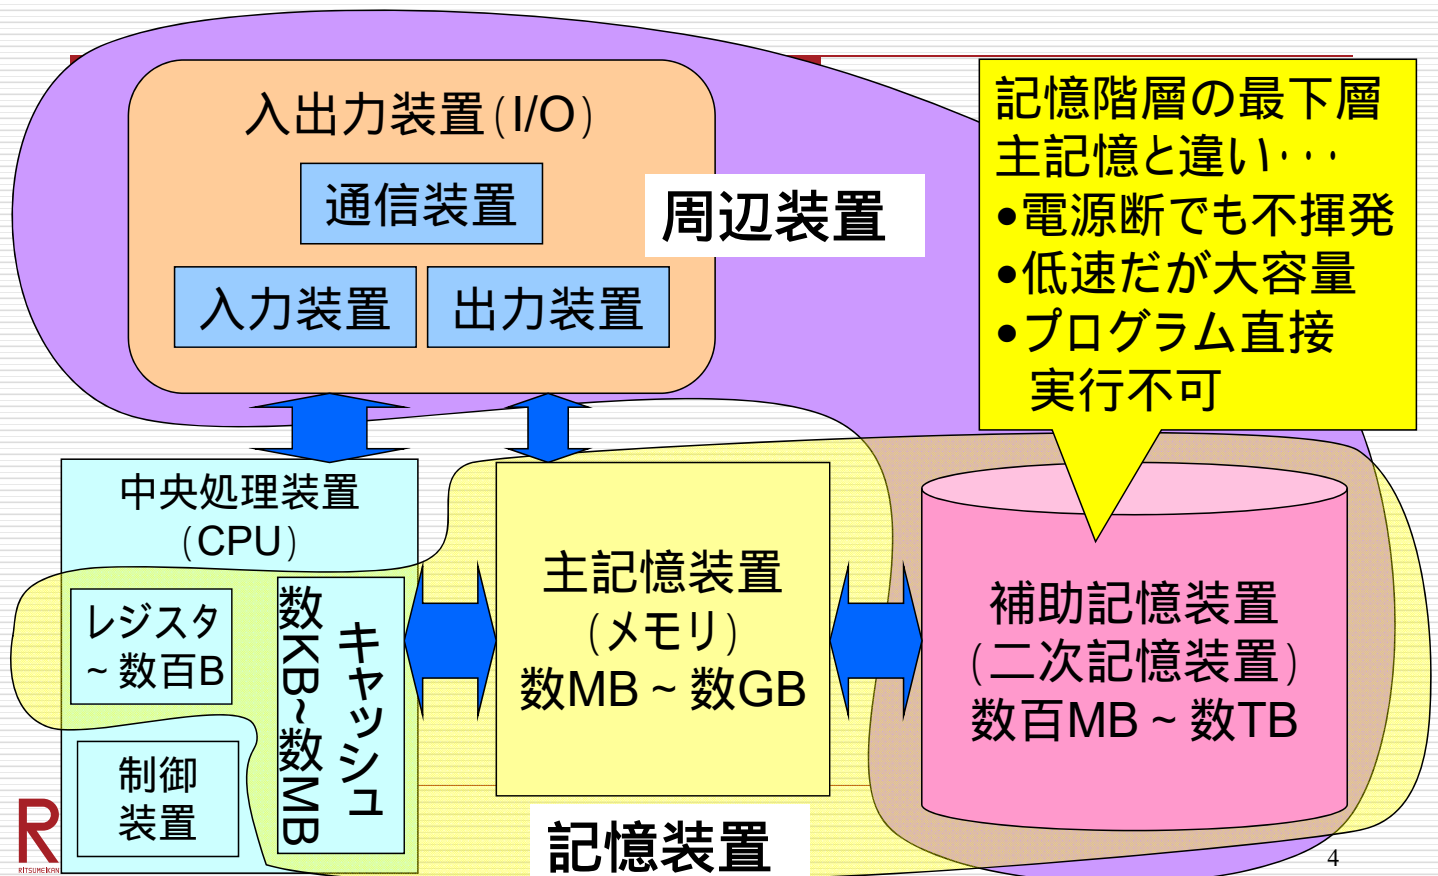 入出力装置(I/O)
通信装置
入力装置
出力装置
周辺装置
記憶階層の最下層
主記憶と違い・・・
●電源断でも不揮発
●低速だが大容量
●プログラム直接
実行不可
中央処理装置
(CPU)
レジスタ
~数百B
キャッシュ
数KB~数MB
制御
装置
主記憶装置
(メモリ)
数MB~数GB
補助記憶装置
(二次記憶装置)
数百MB~数TB
記憶装置
R
RITSUMEIKAN
4